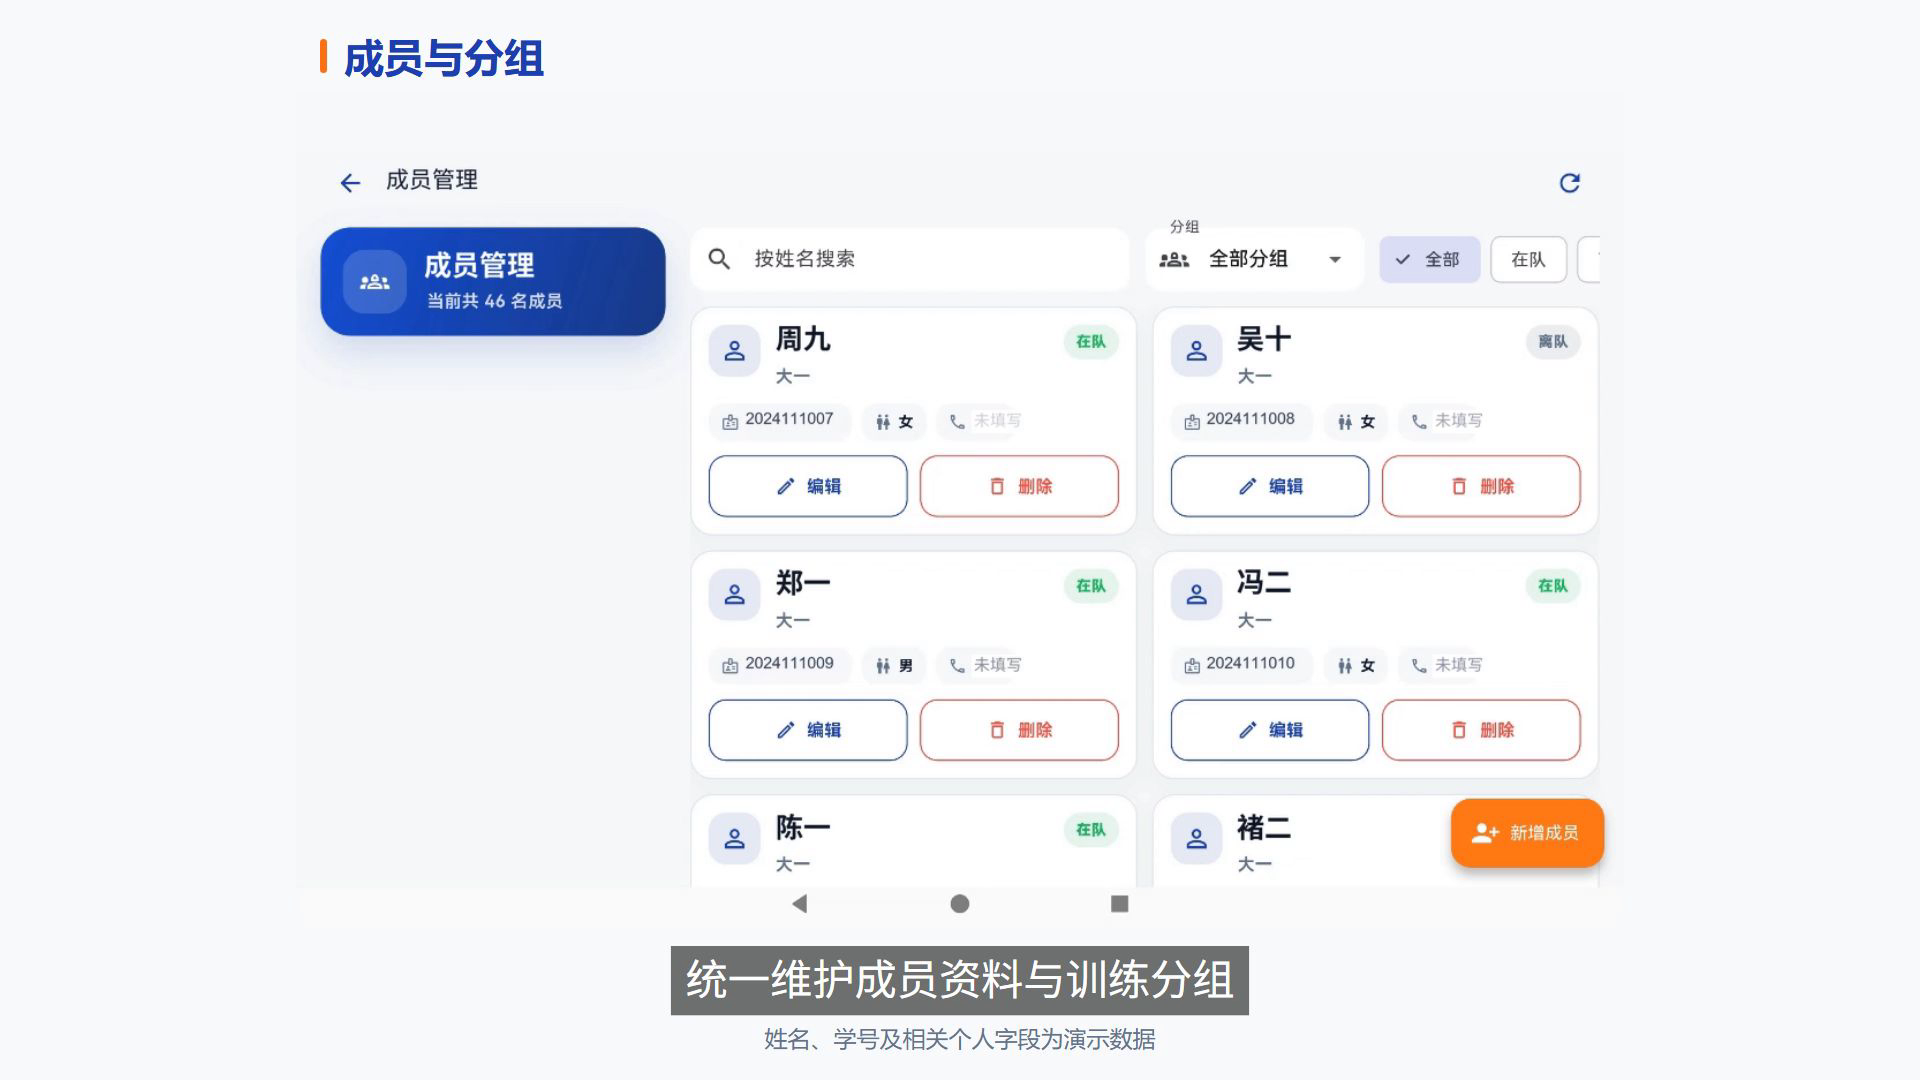 成员与分组
成员管理
成员管理
当前共 46 名成员
按姓名搜索
分组
全部分组
全部
在队
周九
在队
大一
2024111007
女
未填写
编辑
删除
吴十
离队
大一
2024111008
女
未填写
编辑
删除
郑一
在队
大一
2024111009
男
未填写
编辑
删除
冯二
在队
大一
2024111010
女
未填写
编辑
删除
陈一
在队
大一
褚二
大一
新增成员
统一维护成员资料与训练分组
姓名、学号及相关个人字段为演示数据